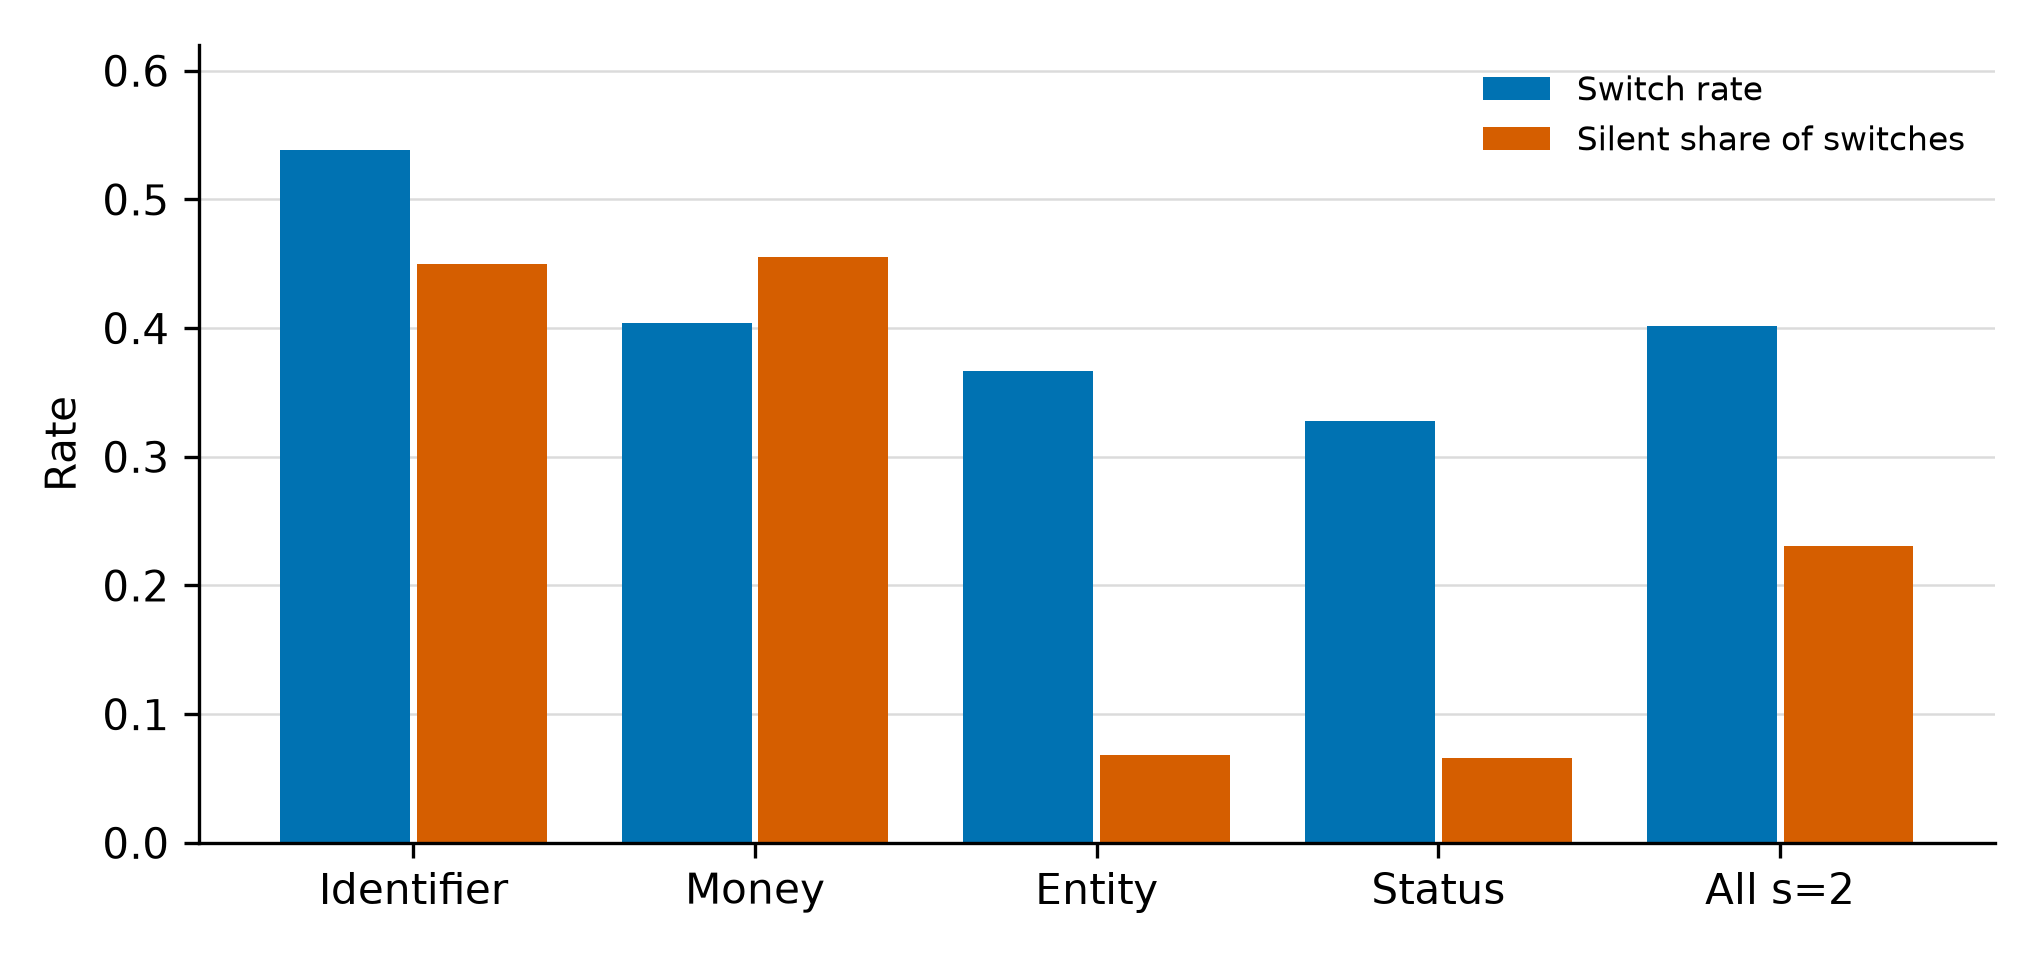 Switch rate
Silent share of switches
Rate
0.6
0.5
0.4
0.3
0.2
0.1
0.0
Identifier
Money
Entity
Status
All s=2